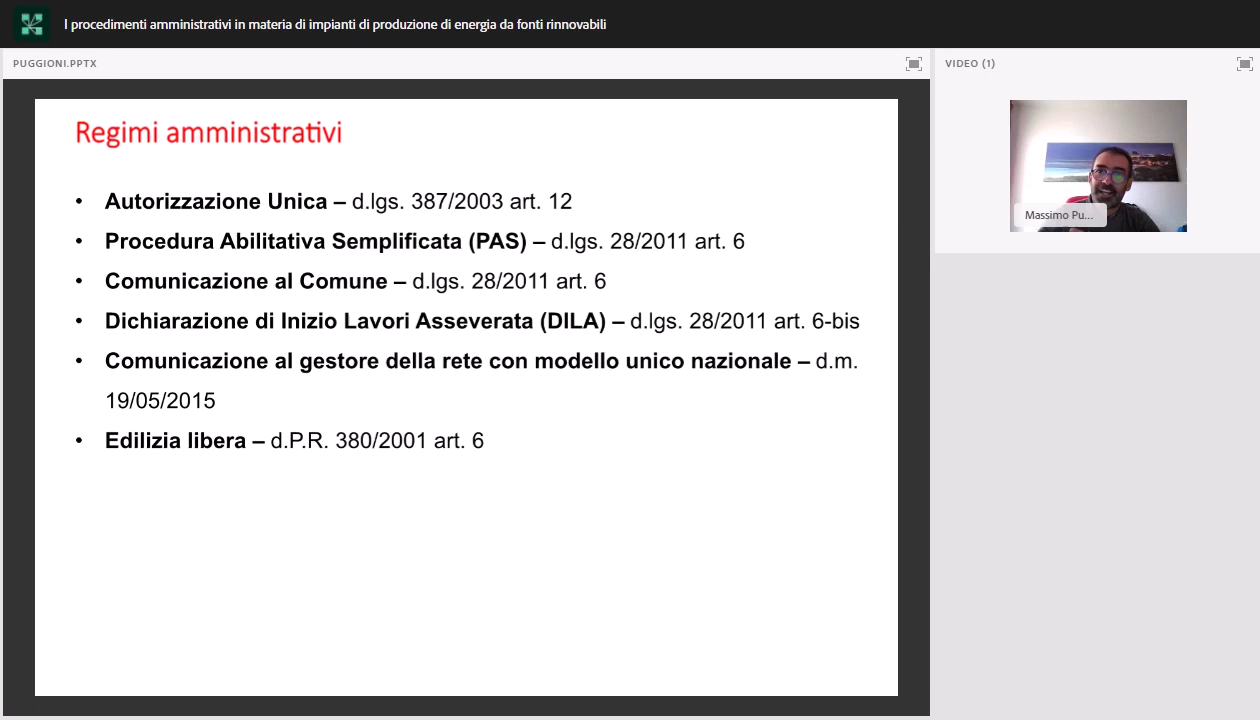 I procedimenti amministrativi in materia di impianti di produzione di energia da fonti rinnovabili
PUGGIONI.PPTX
VIDEO (1)
Regimi amministrativi
• Autorizzazione Unica – d.lgs. 387/2003 art. 12
• Procedura Abilitativa Semplificata (PAS) – d.lgs. 28/2011 art. 6
• Comunicazione al Comune – d.lgs. 28/2011 art. 6
• Dichiarazione di Inizio Lavori Asseverata (DILA) – d.lgs. 28/2011 art. 6-bis
• Comunicazione al gestore della rete con modello unico nazionale – d.m.
19/05/2015
• Edilizia libera – d.P.R. 380/2001 art. 6
Massimo Pu...